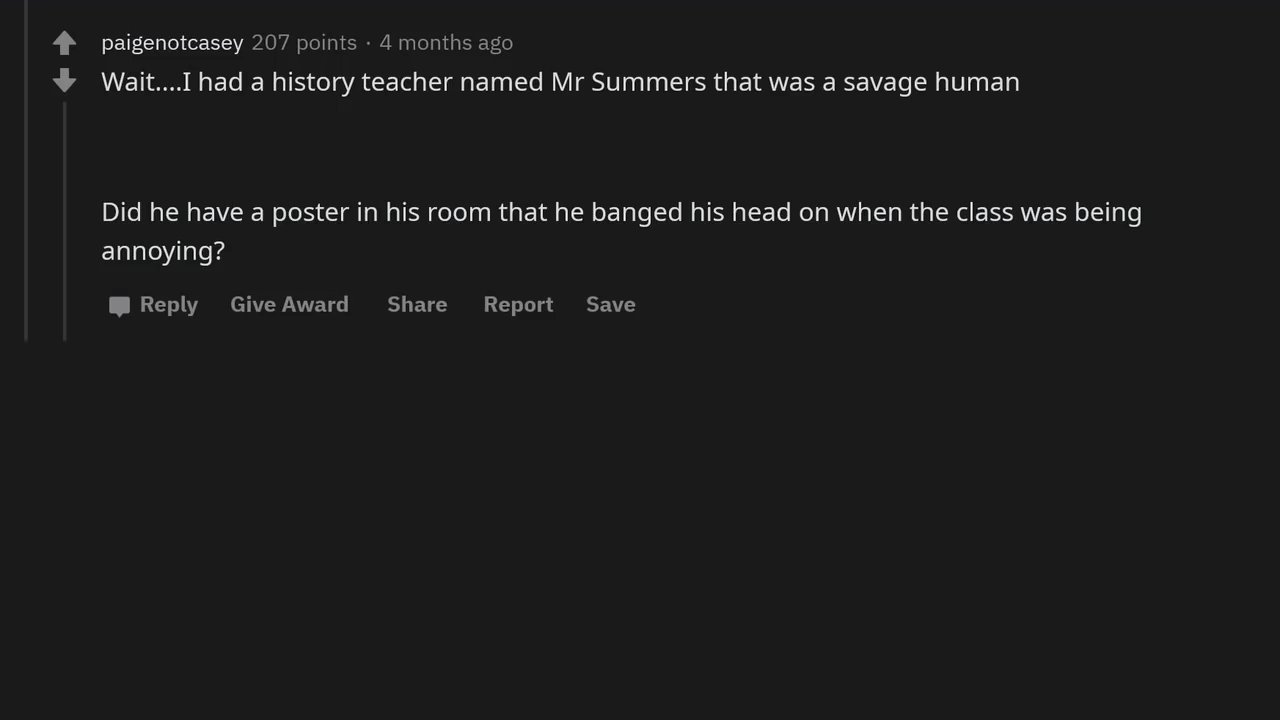 paigenotcasey 207 points · 4 months ago
Wait....I had a history teacher named Mr Summers that was a savage human
Did he have a poster in his room that he banged his head on when the class was being
annoying?
Reply Give Award Share Report Save